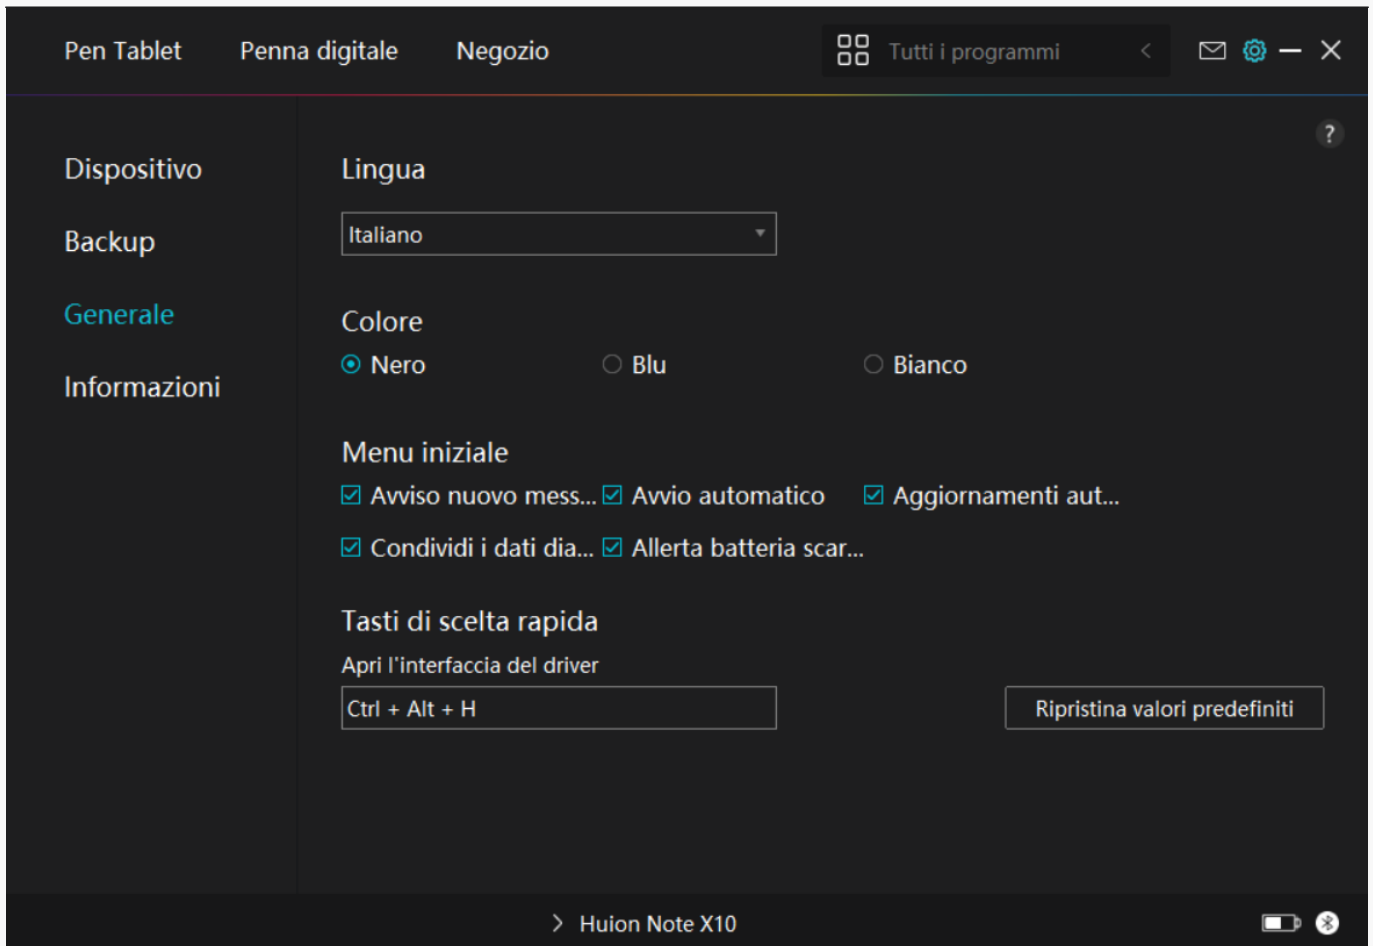 Pen Tablet Penna digitale Negozio Tutti i programmi
?
Dispositivo
Backup
Generale
Informazioni
Lingua
Italiano
Colore
Nero Blu Bianco
Menu iniziale
Avviso nuovo mess... Avvio automatico Aggiornamenti aut...
Condividi i dati dia... Allerta batteria scar...
Tasti di scelta rapida
Apri l'interfaccia del driver
Ctrl + Alt + H
Ripristina valori predefiniti
Huion Note X10